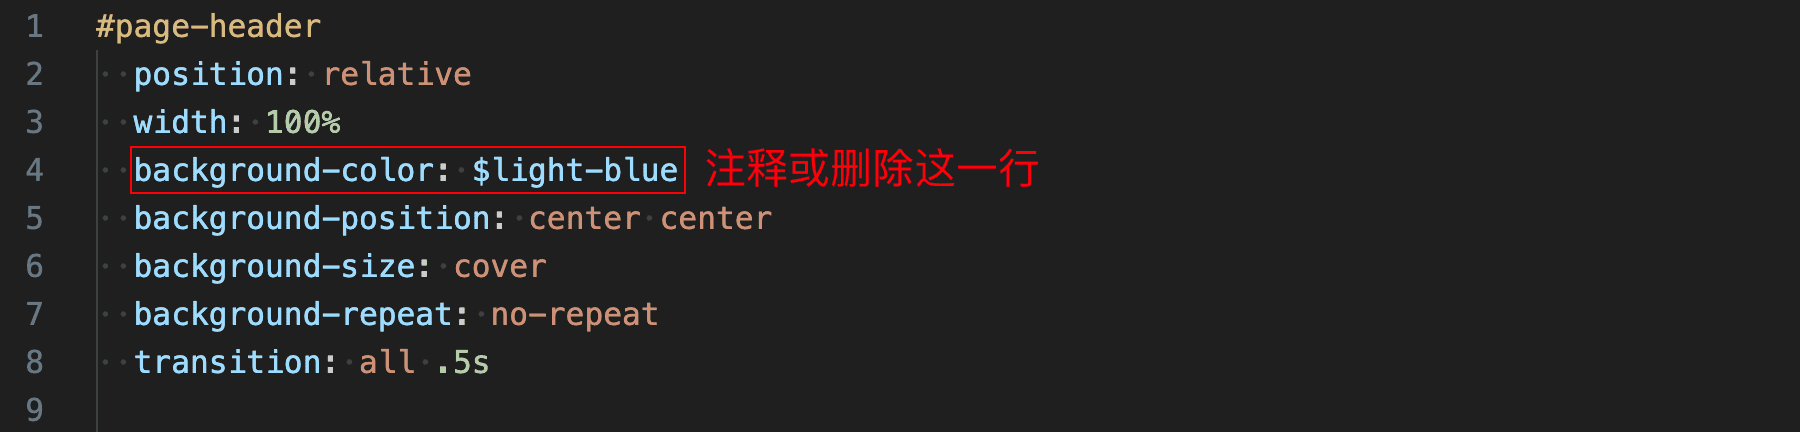 1 #page-header
2 position: relative
3 width: 100%
4 background-color: $light-blue 注释或删除这一行
5 background-position: center center
6 background-size: cover
7 background-repeat: no-repeat
8 transition: all .5s
9